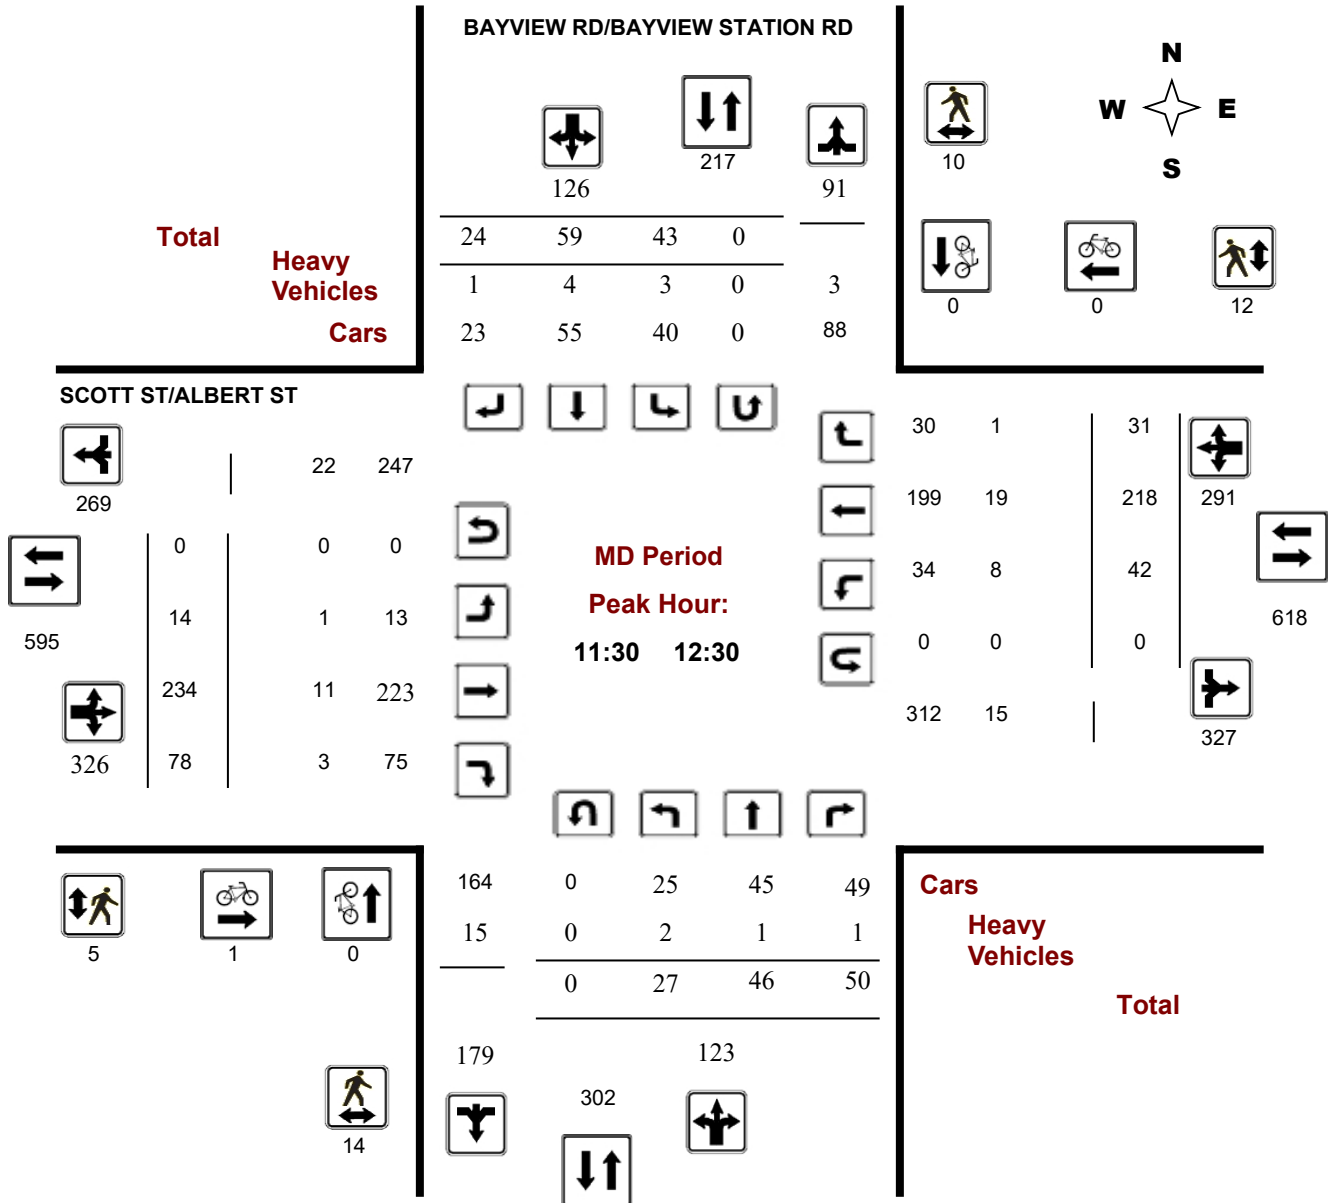 BAYVIEW RD/BAYVIEW STATION RD
N
W E
S
217
10
126 91
Total
24 59 43 0
Heavy
Vehicles
1 4 3 0 3
Cars
23 55 40 0 88
0 0 12
SCOTT ST/ALBERT ST
30 1 31
22 247
269
199 19 218 291
0 0 0
MD Period
34 8 42
Peak Hour:
14 1 13
618
595
11:30 12:30
0 0 0
234 11 223
312 15
327
326 78 3 75
164 0 25 45 49
Cars
15 0 2 1 1
Heavy
Vehicles
5 1 0
0 27 46 50
Total
179 123
302
14